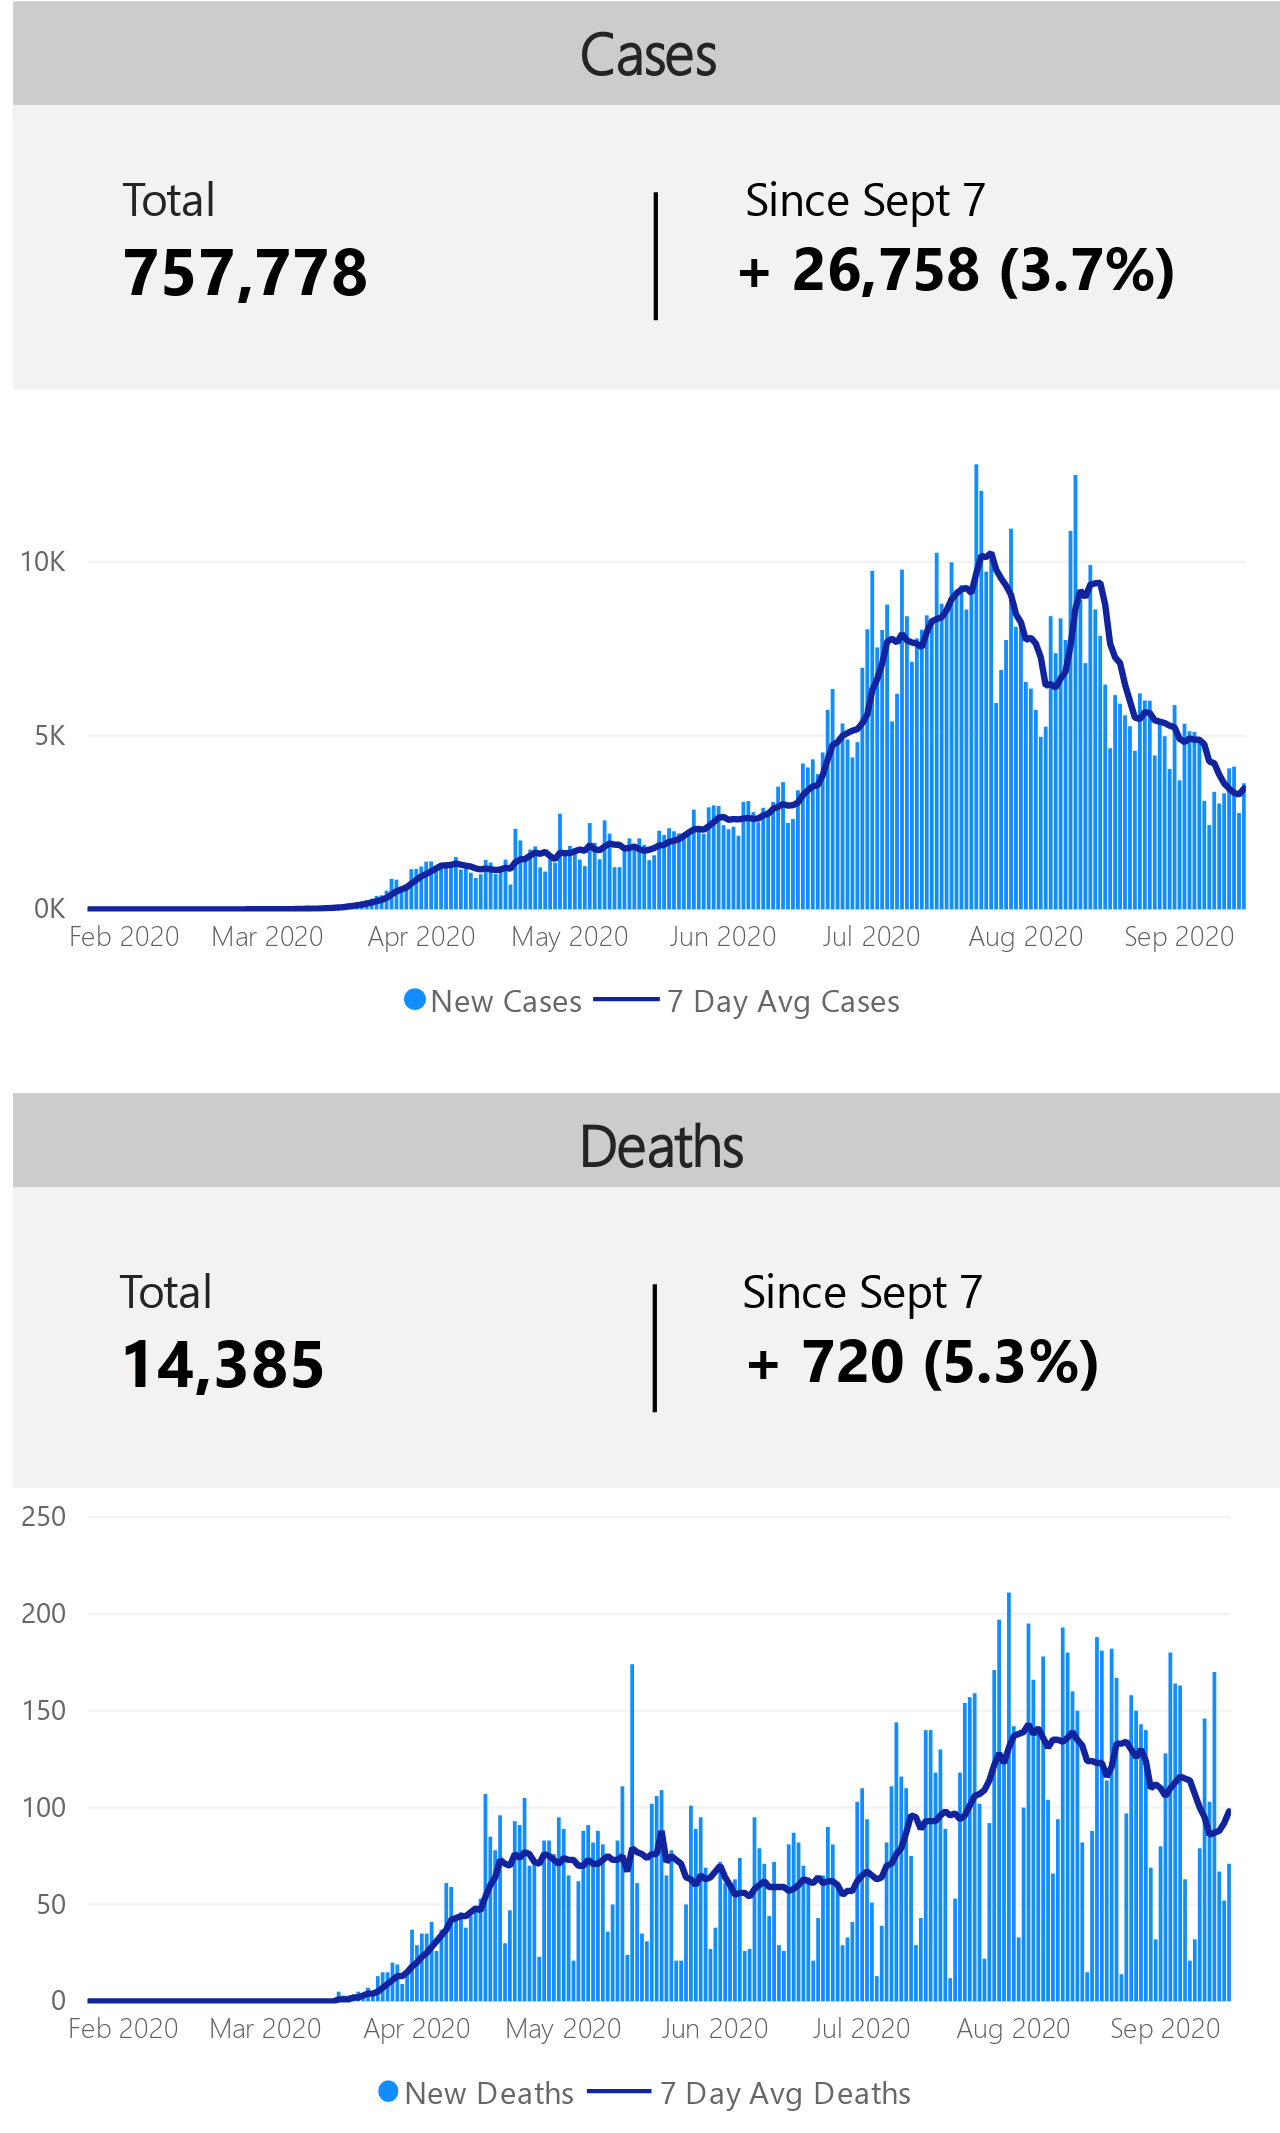 Cases
Total
757,778
Since Sept 7
+ 26,758 (3.7%)
10K
5K
0K
Feb 2020 Mar 2020 Apr 2020 May 2020 Jun 2020 Jul 2020 Aug 2020 Sep 2020
New Cases 7 Day Avg Cases
Deaths
Total
14,385
Since Sept 7
+ 720 (5.3%)
250
200
150
100
50
0
Feb 2020 Mar 2020 Apr 2020 May 2020 Jun 2020 Jul 2020 Aug 2020 Sep 2020
New Deaths 7 Day Avg Deaths